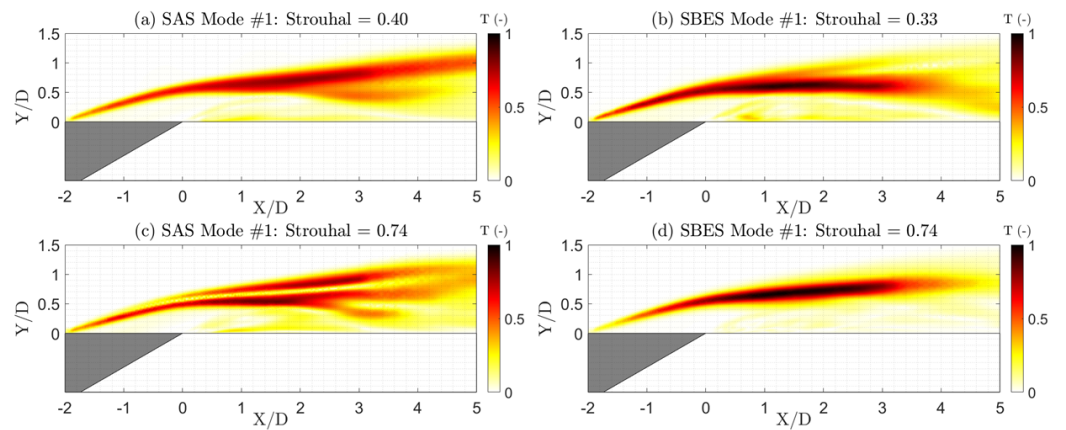 (a) SAS Mode #1: Strouhal = 0.40
T (-)
1.5
1
0.5
0
Y/D
-2 -1 0 1 2 3 4 5
X/D
1
0.5
0
(b) SBES Mode #1: Strouhal = 0.33
T (-)
1.5
1
0.5
0
Y/D
-2 -1 0 1 2 3 4 5
X/D
1
0.5
0
(c) SAS Mode #1: Strouhal = 0.74
T (-)
1.5
1
0.5
0
Y/D
-2 -1 0 1 2 3 4 5
X/D
1
0.5
0
(d) SBES Mode #1: Strouhal = 0.74
T (-)
1.5
1
0.5
0
Y/D
-2 -1 0 1 2 3 4 5
X/D
1
0.5
0